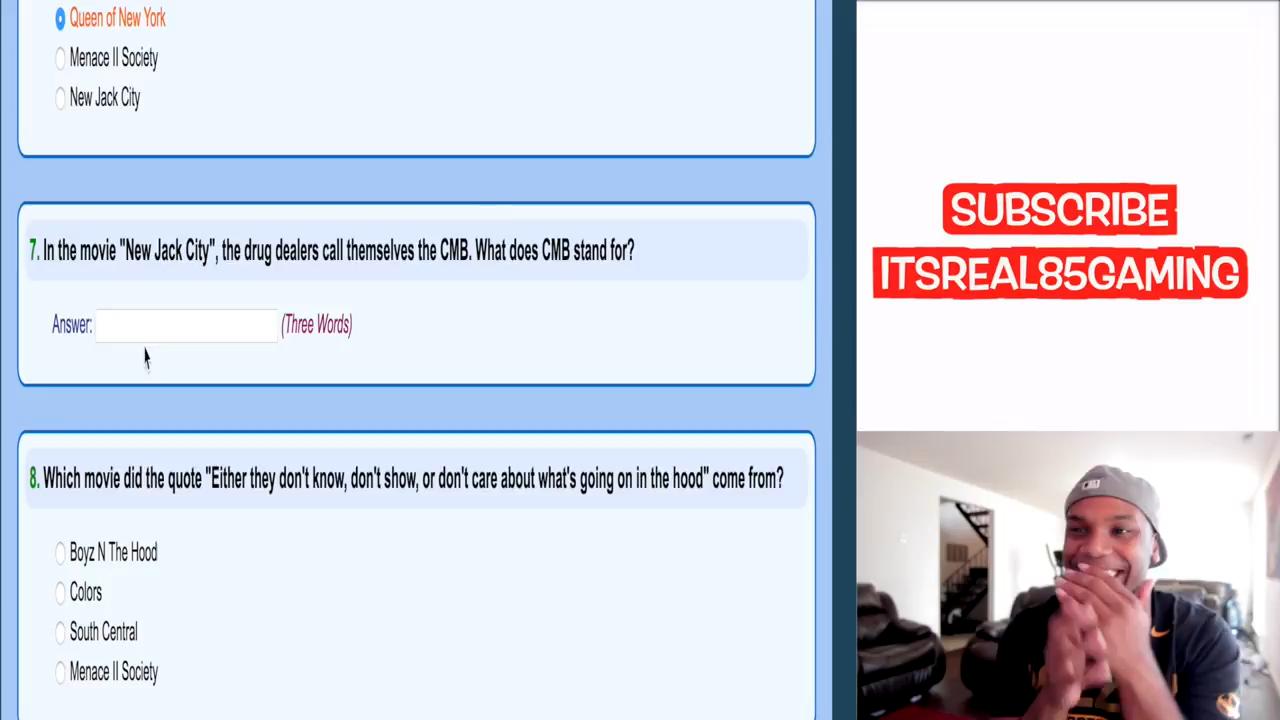 Queen of New York
Menace II Society
New Jack City
7. In the movie "New Jack City", the drug dealers call themselves the CMB. What does CMB stand for?
Answer: (Three Words)
8. Which movie did the quote "Either they don't know, don't show, or don't care about what's going on in the hood" come from?
Boyz N The Hood
Colors
South Central
Menace II Society
SUBSCRIBE
ITSREAL85GAMING